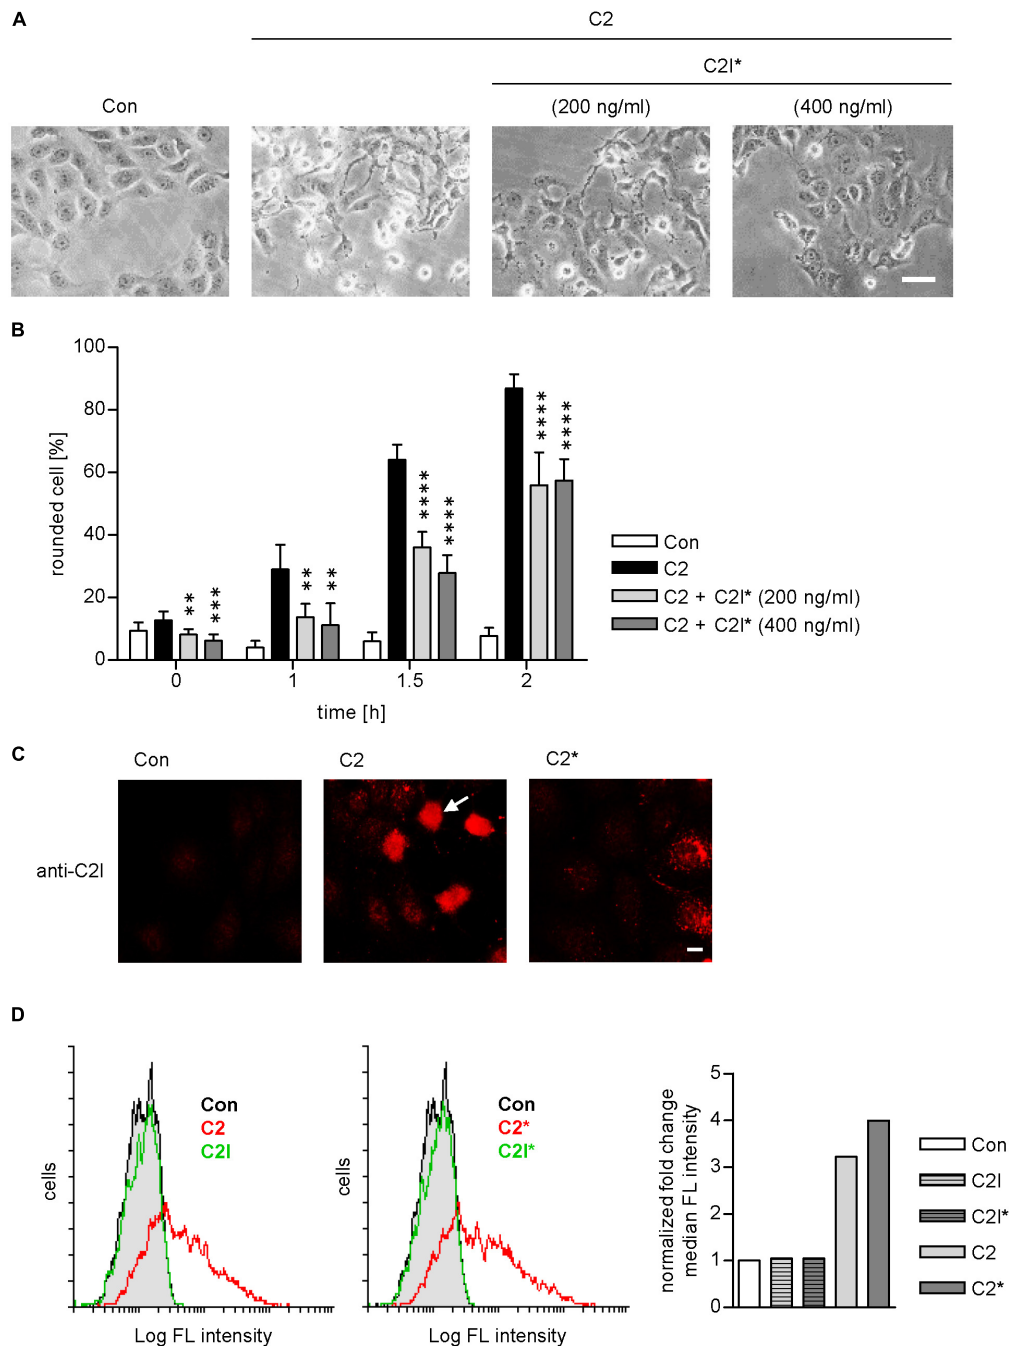 A
C2
C2I*
Con
(200 ng/ml)
(400 ng/ml)
B
rounded cell [%]
100
80
60
40
20
0
** ***
** **
**** ****
**** ****
0
1
1.5
2
time [h]
Con
C2
C2 + C2I* (200 ng/ml)
C2 + C2I* (400 ng/ml)
C
Con
C2
C2*
anti-C2I
D
cells
Con
C2
C2I
Log FL intensity
cells
Con
C2*
C2I*
Log FL intensity
normalized fold change
median FL intensity
5
4
3
2
1
0
Con
C2I
C2I*
C2
C2*